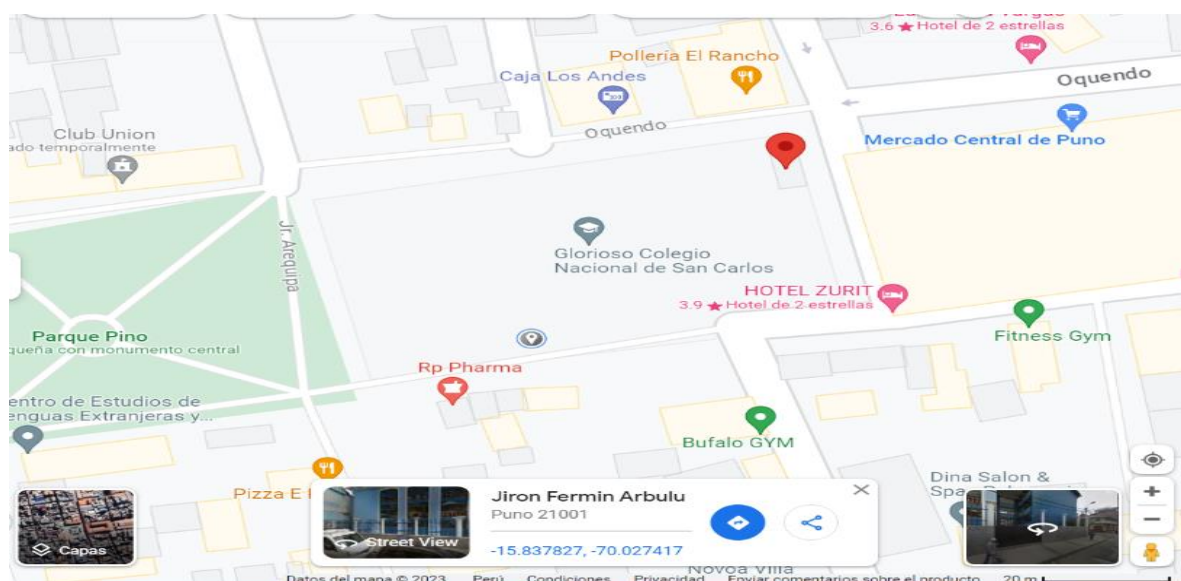 3.6 ★ Hotel de 2 estrellas
Pollería El Rancho
Caja Los Andes
Oquendo
Oquendo
Club Union
ado temporalmente
Mercado Central de Puno
Jr. Arequipa
Glorioso Colegio
Nacional de San Carlos
HOTEL ZURIT
3.9 ★ Hotel de 2 estrellas
Parque Pino
queña con monumento central
Fitness Gym
Rp Pharma
entro de Estudios de
enguas Extranjeras y...
Bufalo GYM
Pizza E
Dina Salon &
Spa
Jiron Fermin Arbulu
Puno 21001
-15.837827, -70.027417
Street View
Capas
Novoa Villa
Datos del mapa © 2023 Perú Condiciones Privacidad Enviar comentarios sobre el producto 20 m